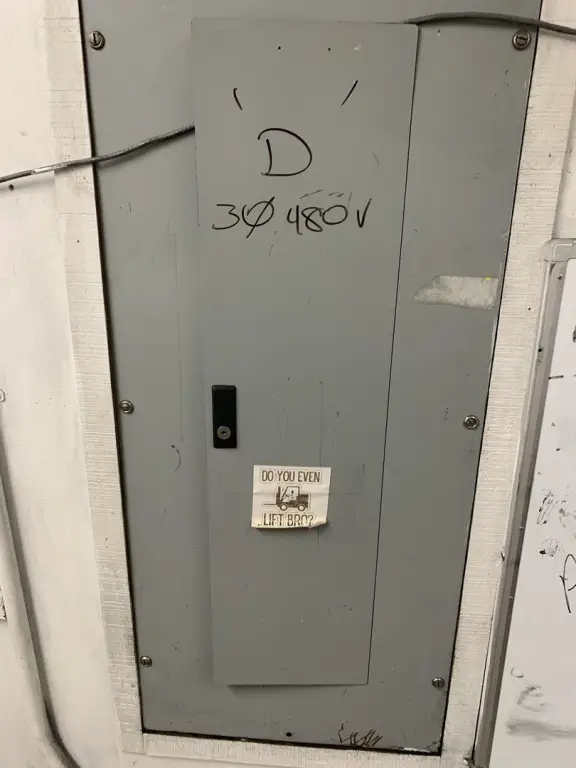 D
3Ø 480V
DO YOU EVEN
LIFT BRO?